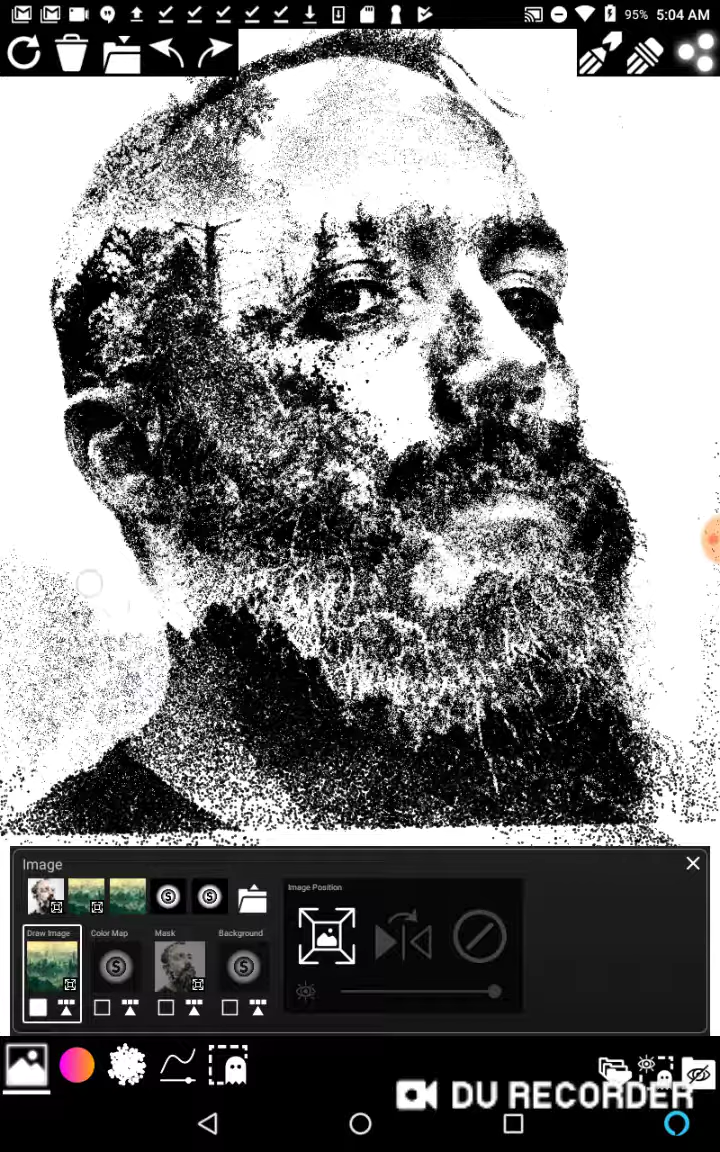 95% 5:04 AM
Image
Image Position
Draw Image Color Map Mask Background
S S
S S
DU RECORDER